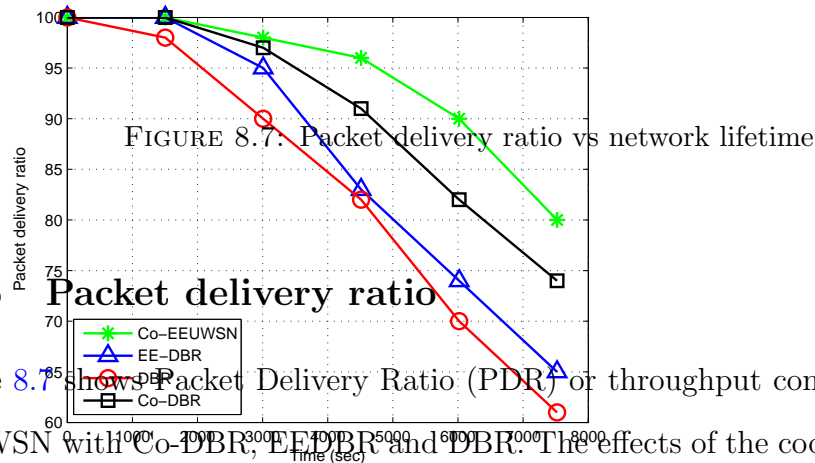 100
95
90
85
80
75
70
65
60
Packet delivery ratio
FIGURE 8.7: Packet delivery ratio vs network lifetime
Packet delivery ratio
Co-EEUWSN
EE-DBR
DBR
Co-DBR
8.7 shows Packet Delivery Ratio (PDR) or throughput
0 1000 2000 3000 4000 5000 6000 7000 8000
WSN with Co-DBR, EEDBR and DBR. The effects of the
Time (sec)